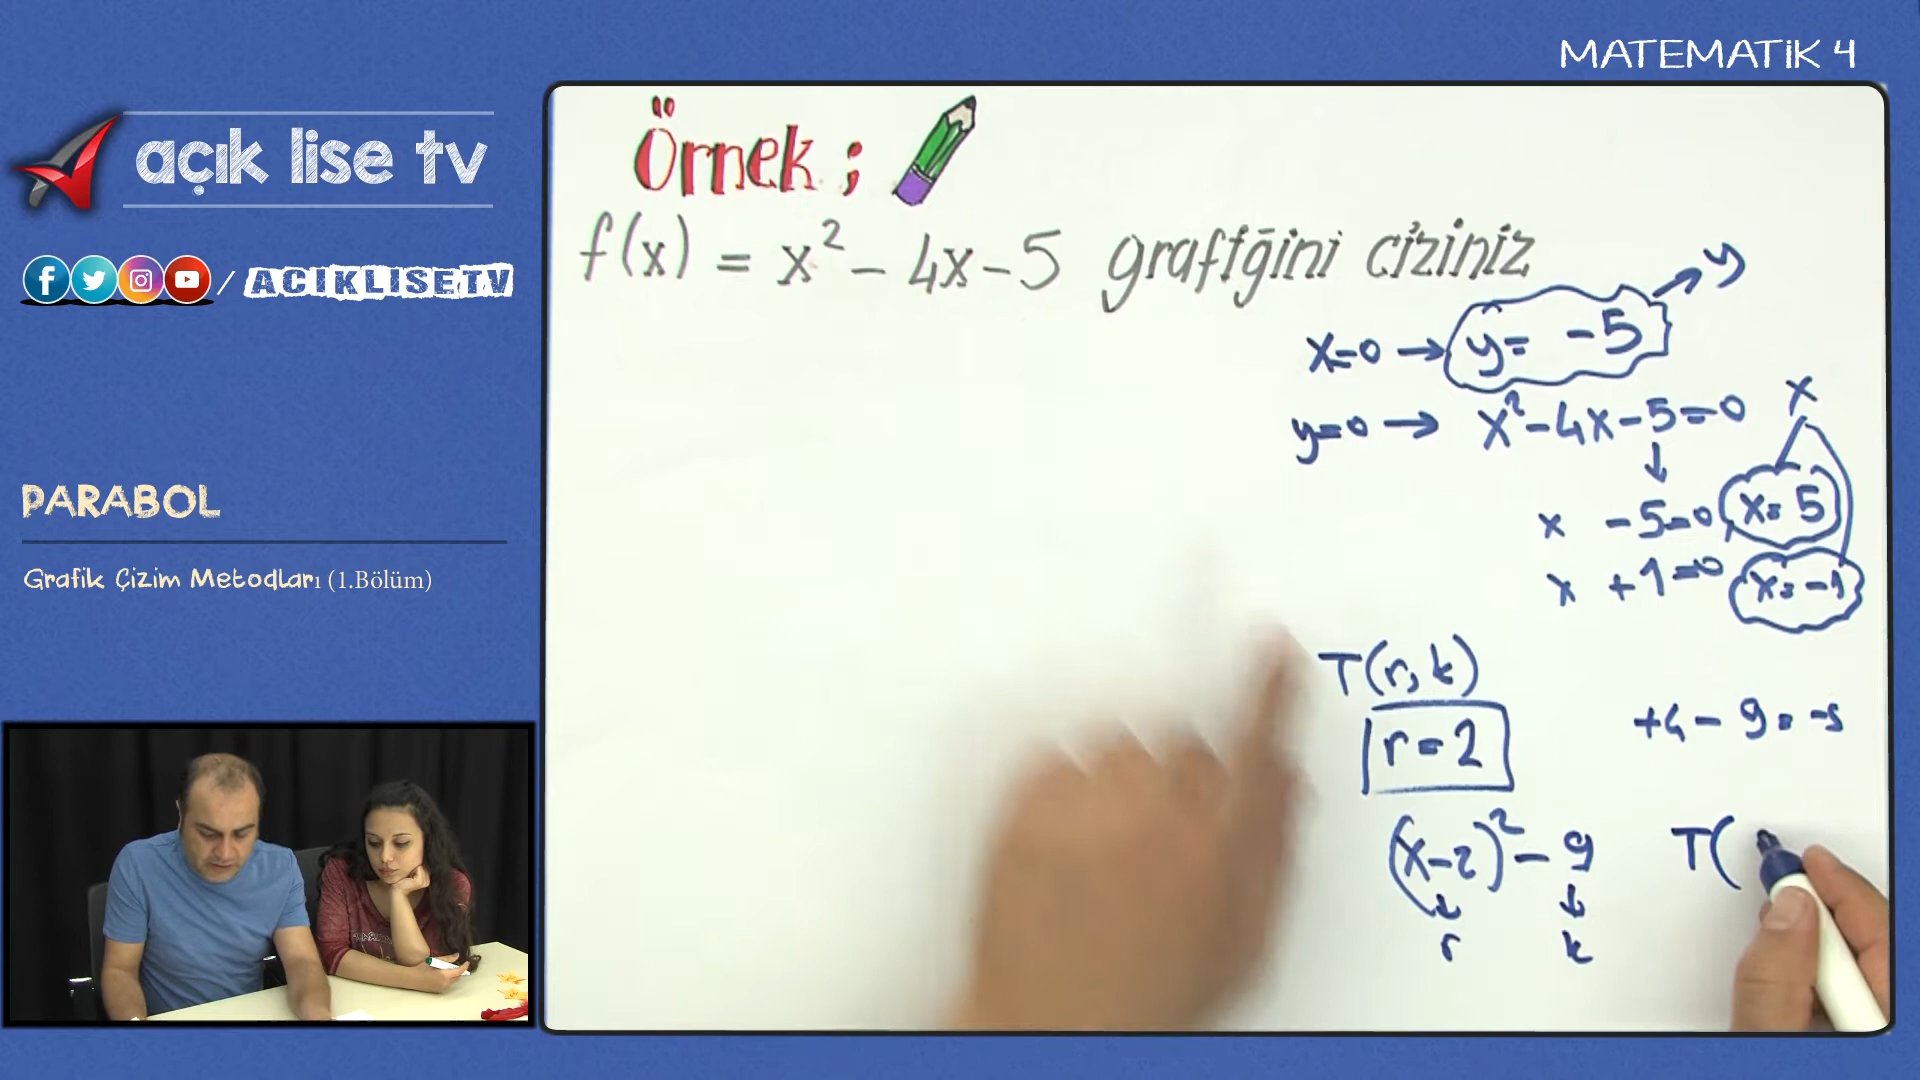 MATEMATİK 4
açık lise tv
/ ACIKLISETV
PARABOL
Grafik Çizim Metodları (1.Bölüm)
Örnek ;
f(x) = x² - 4x - 5 grafiğini ciziniz
x=0 → y= -5 → y
y=0 → x²-4x-5=0
x
x -5=0, x=5
x +1=0 x=-1
T(r,k)
r=2
+4-9=-5
(x-2)²-9
T(
r
k